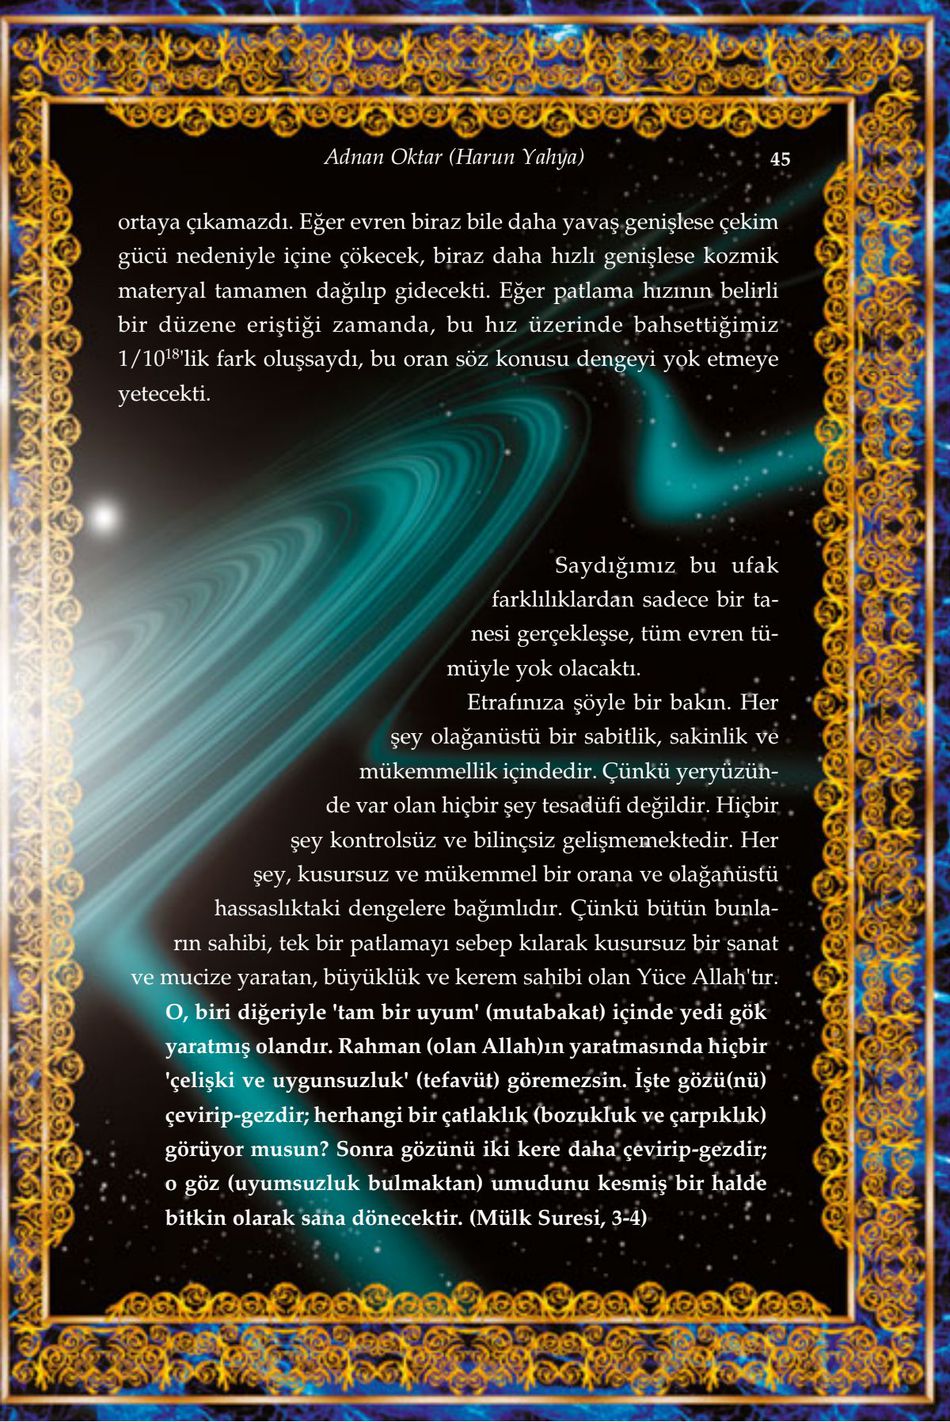 Adnan Oktar (Harun Yahya) 45
ortaya çıkamazdı. Eğer evren biraz bile daha yavaş genişlese çekim
gücü nedeniyle içine çökecek, biraz daha hızlı genişlese kozmik
materyal tamamen dağılıp gidecekti. Eğer patlama hızının belirli
bir düzene eriştiği zamanda, bu hız üzerinde bahsettiğimiz
1/10¹⁸'lik fark oluşsaydı, bu oran söz konusu dengeyi yok etmeye
yetecekti.
Saydığımız bu ufak
farklılıklardan sadece bir ta-
nesi gerçekleşse, tüm evren tü-
müyle yok olacaktı.
Etrafınıza şöyle bir bakın. Her
şey olağanüstü bir sabitlik, sakinlik ve
mükemmellik içindedir. Çünkü yeryüzün-
de var olan hiçbir şey tesadüfi değildir. Hiçbir
şey kontrolsüz ve bilinçsiz gelişmemektedir. Her
şey, kusursuz ve mükemmel bir orana ve olağanüstü
hassaslıktaki dengelere bağımlıdır. Çünkü bütün bunla-
rın sahibi, tek bir patlamayı sebep kılarak kusursuz bir sanat
ve mucize yaratan, büyüklük ve kerem sahibi olan Yüce Allah'tır.
O, biri diğeriyle 'tam bir uyum' (mutabakat) içinde yedi gök
yaratmış olandır. Rahman (olan Allah)ın yaratmasında hiçbir
'çelişki ve uygunsuzluk' (tefavüt) göremezsin. İşte gözü(nü)
çevirip-gezdir; herhangi bir çatlaklık (bozukluk ve çarpıklık)
görüyor musun? Sonra gözünü iki kere daha çevirip-gezdir;
o göz (uyumsuzluk bulmaktan) umudunu kesmiş bir halde
bitkin olarak sana dönecektir. (Mülk Suresi, 3-4)